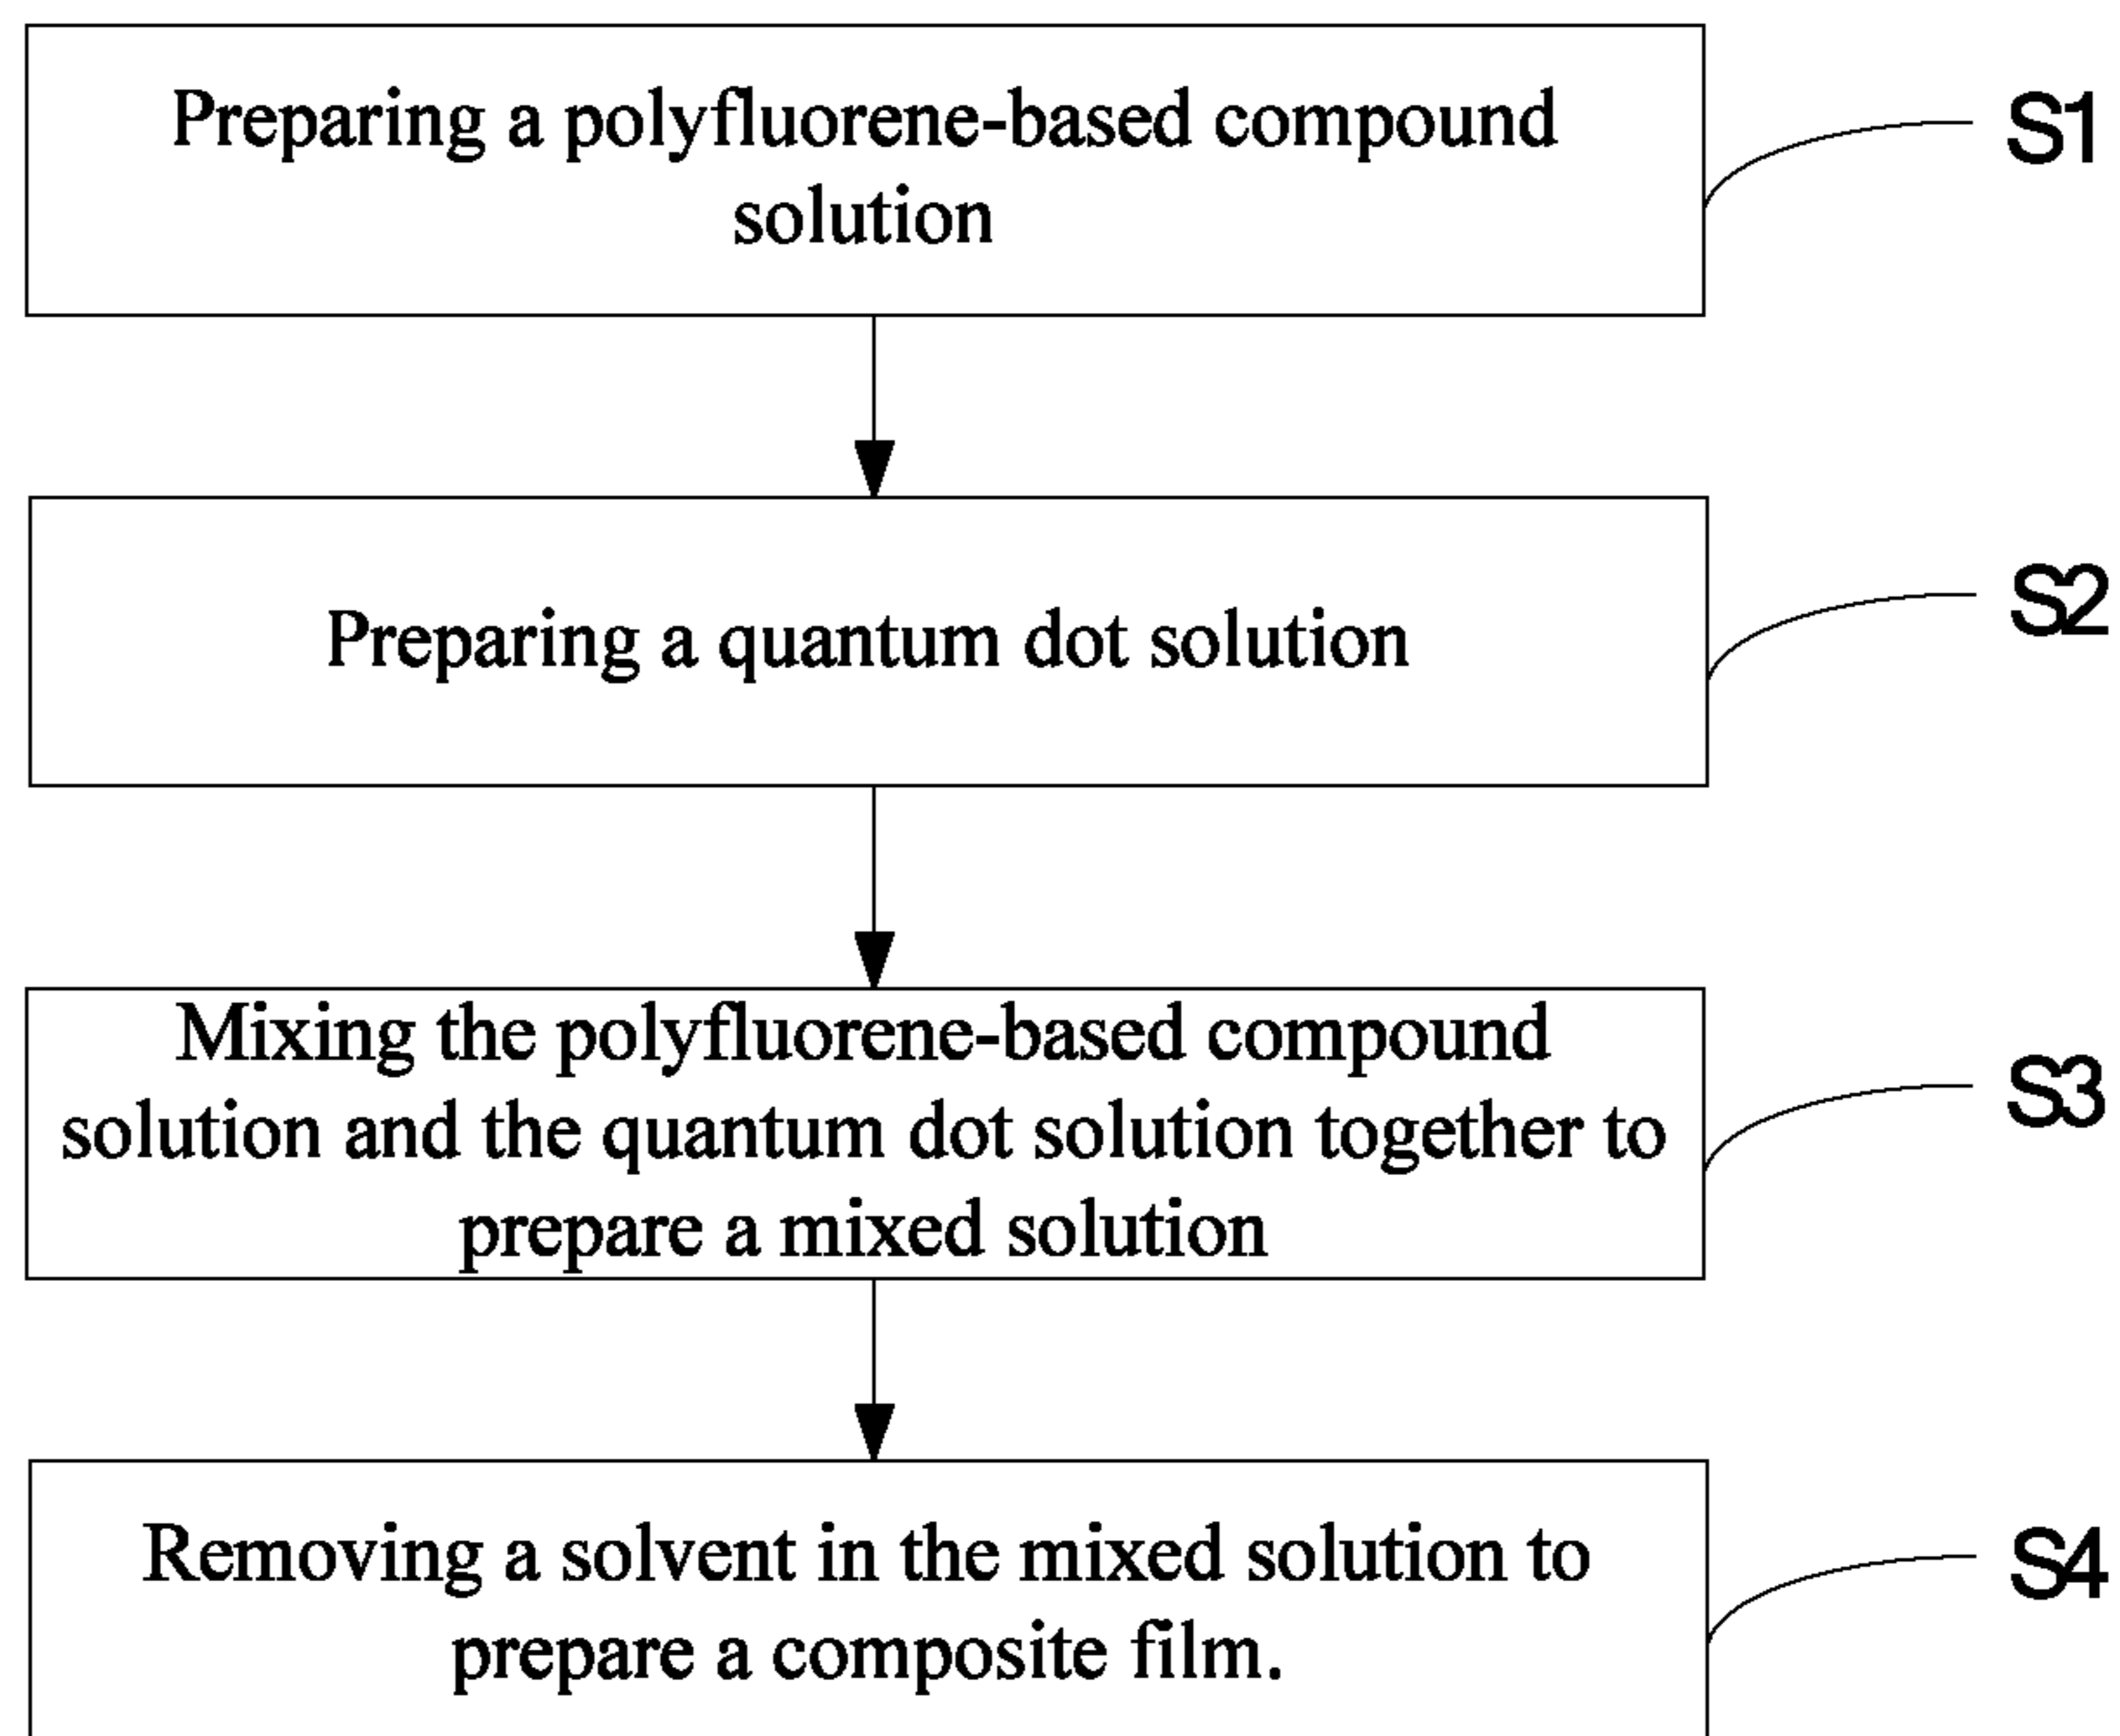 Preparing a polyfluorene-based compound
solution
S1
Preparing a quantum dot solution
S2
Mixing the polyfluorene-based compound
solution and the quantum dot solution together to
prepare a mixed solution
S3
Removing a solvent in the mixed solution to
prepare a composite film.
S4